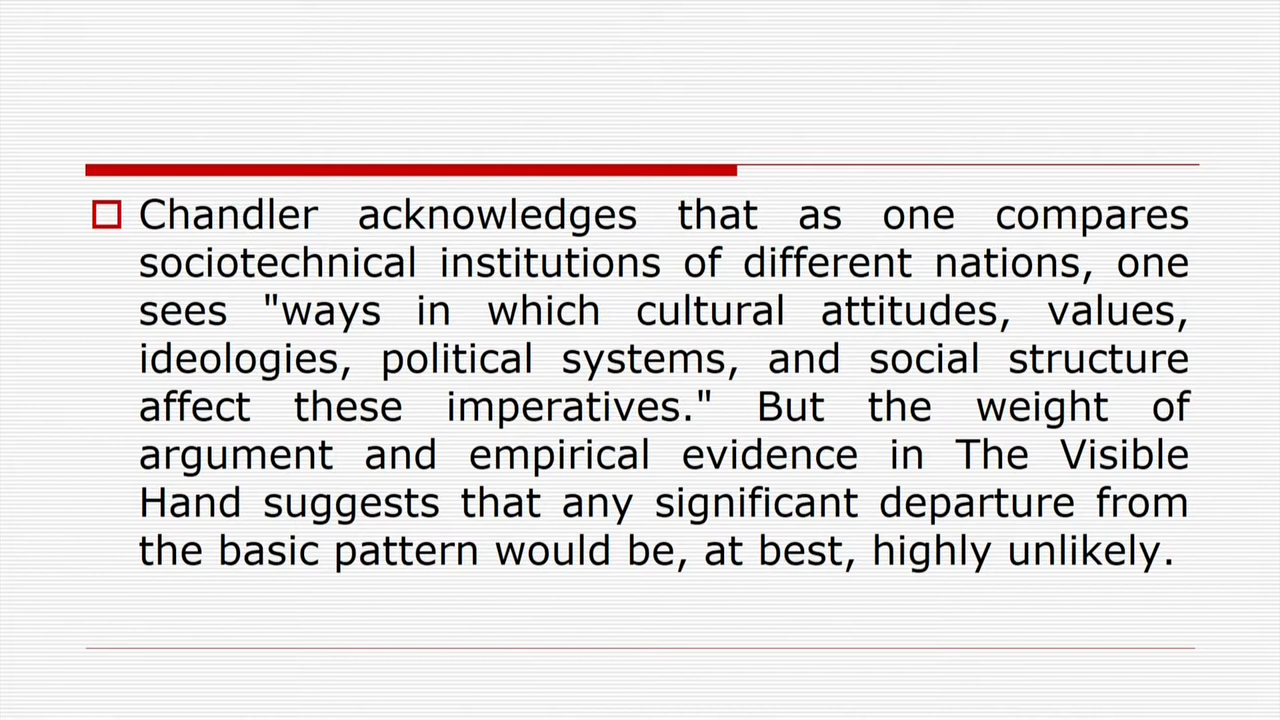 Chandler acknowledges that as one compares
sociotechnical institutions of different nations, one
sees "ways in which cultural attitudes, values,
ideologies, political systems, and social structure
affect these imperatives." But the weight of
argument and empirical evidence in The Visible
Hand suggests that any significant departure from
the basic pattern would be, at best, highly unlikely.